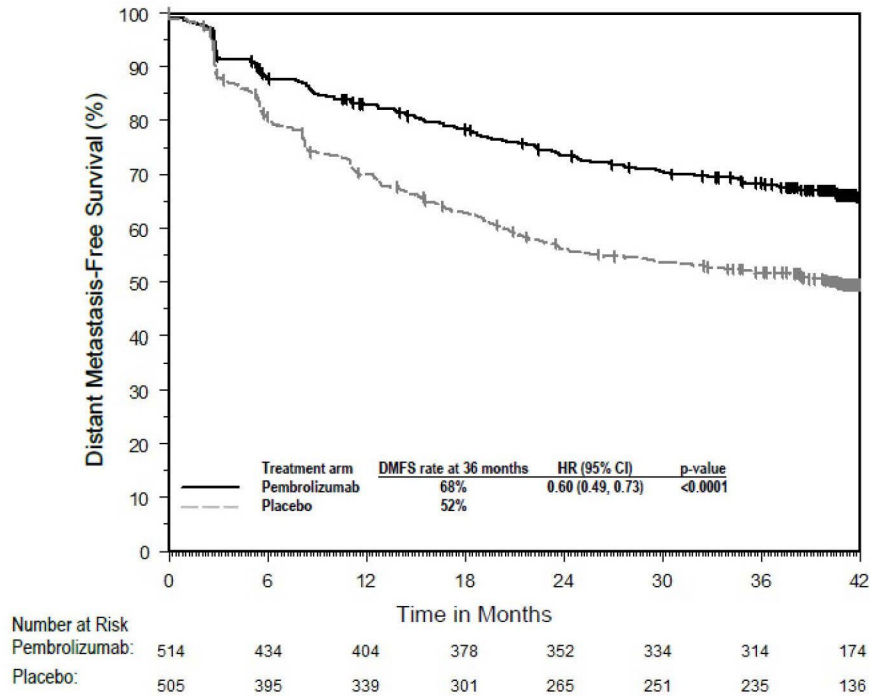 100
90
80
70
60
50
40
30
20
10
0
Distant Metastasis-Free Survival (%)
Treatment arm DMFS rate at 36 months HR (95% CI) p-value
Pembrolizumab 68% 0.60 (0.49, 0.73) <0.0001
Placebo 52%
0 6 12 18 24 30 36 42
Time in Months
Number at Risk
Pembrolizumab: 514 434 404 378 352 334 314 174
Placebo: 505 395 339 301 265 251 235 136